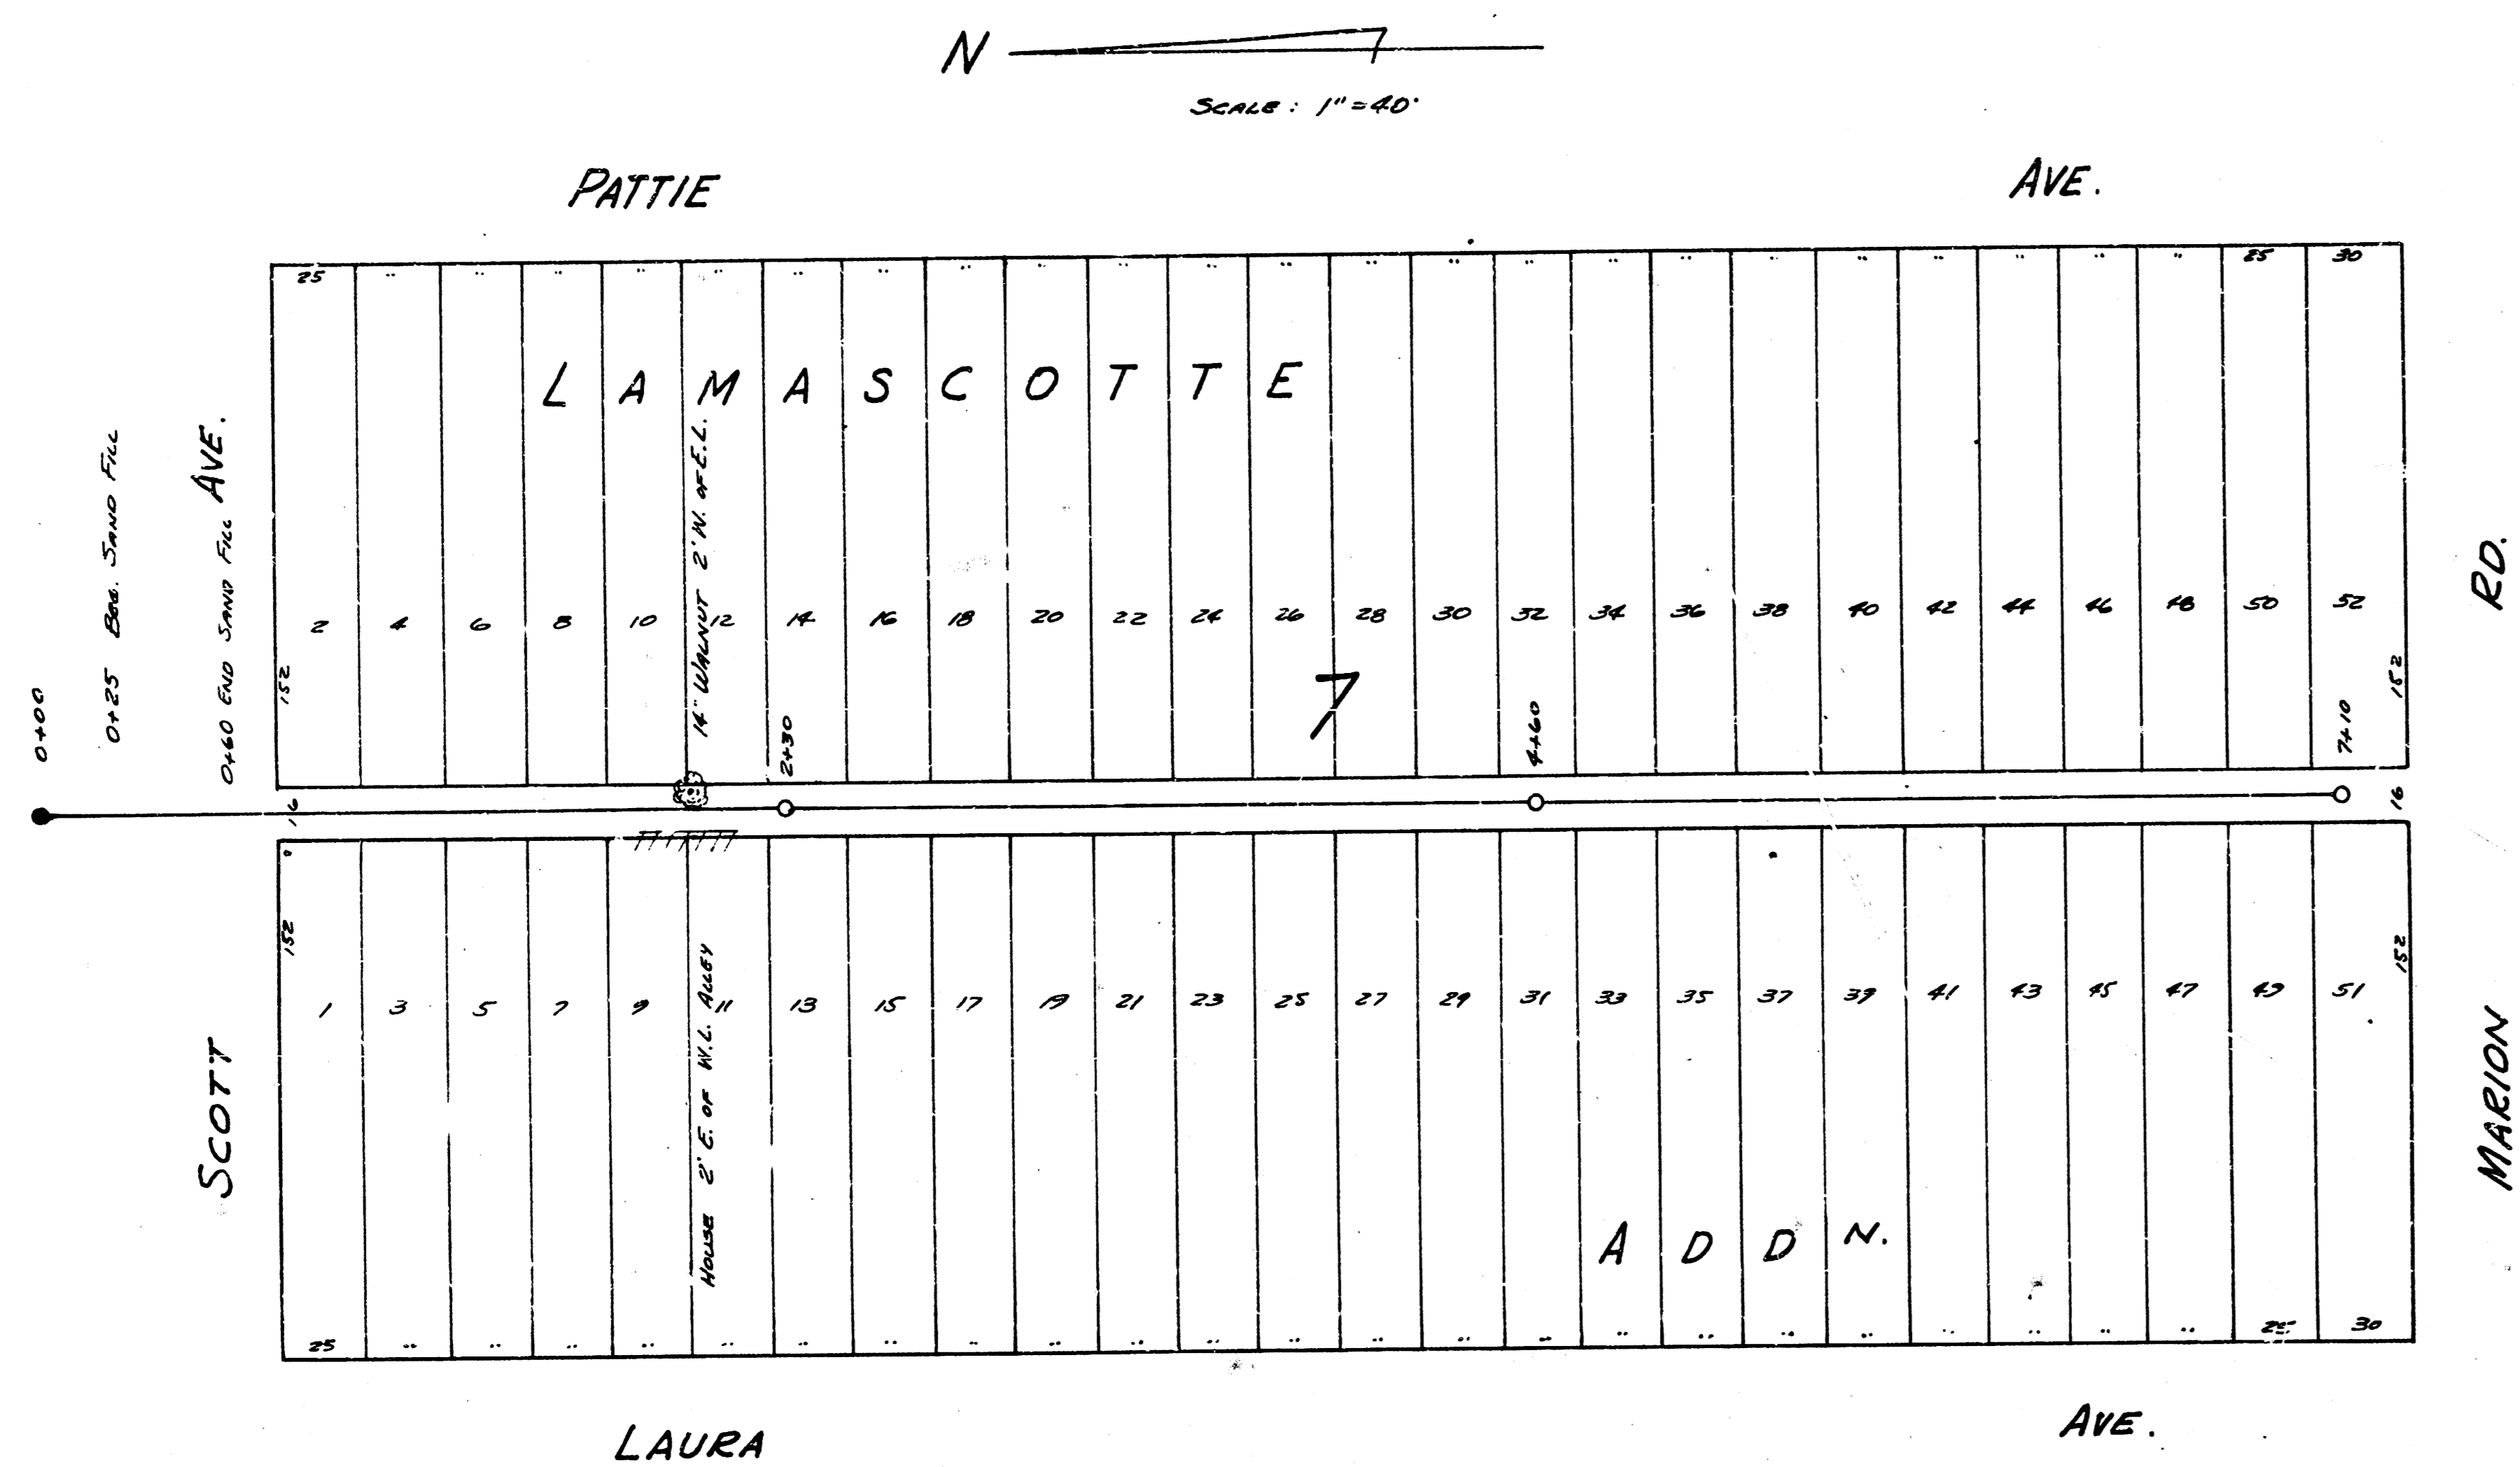 N
SCALE: 1"=40'
PATTIE AVE.
25 " " " " " " " " " " " " " " " " " " " " " " " 25 30
LAMASCOTTE
0+00
0+25 BEG. SAND FILL
0+60 END SAND FILL
SCOTT AVE.
14" WALNUT 2' W. OF E.L.
2 4 6 8 10 12 14 16 18 20 22 24 26 28 30 32 34 36 38 40 42 44 46 48 50 52
152
7
152
2+30
4+60
7+10
16
16
152
152
1 3 5 7 9 11 13 15 17 19 21 23 25 27 29 31 33 35 37 39 41 43 45 47 49 51
HOUSE 2' E. OF W.L. ALLEY
ADDN.
25 " " " " " " " " " " " " " " " " " " " " " " " 25 30
MARION RD.
LAURA AVE.